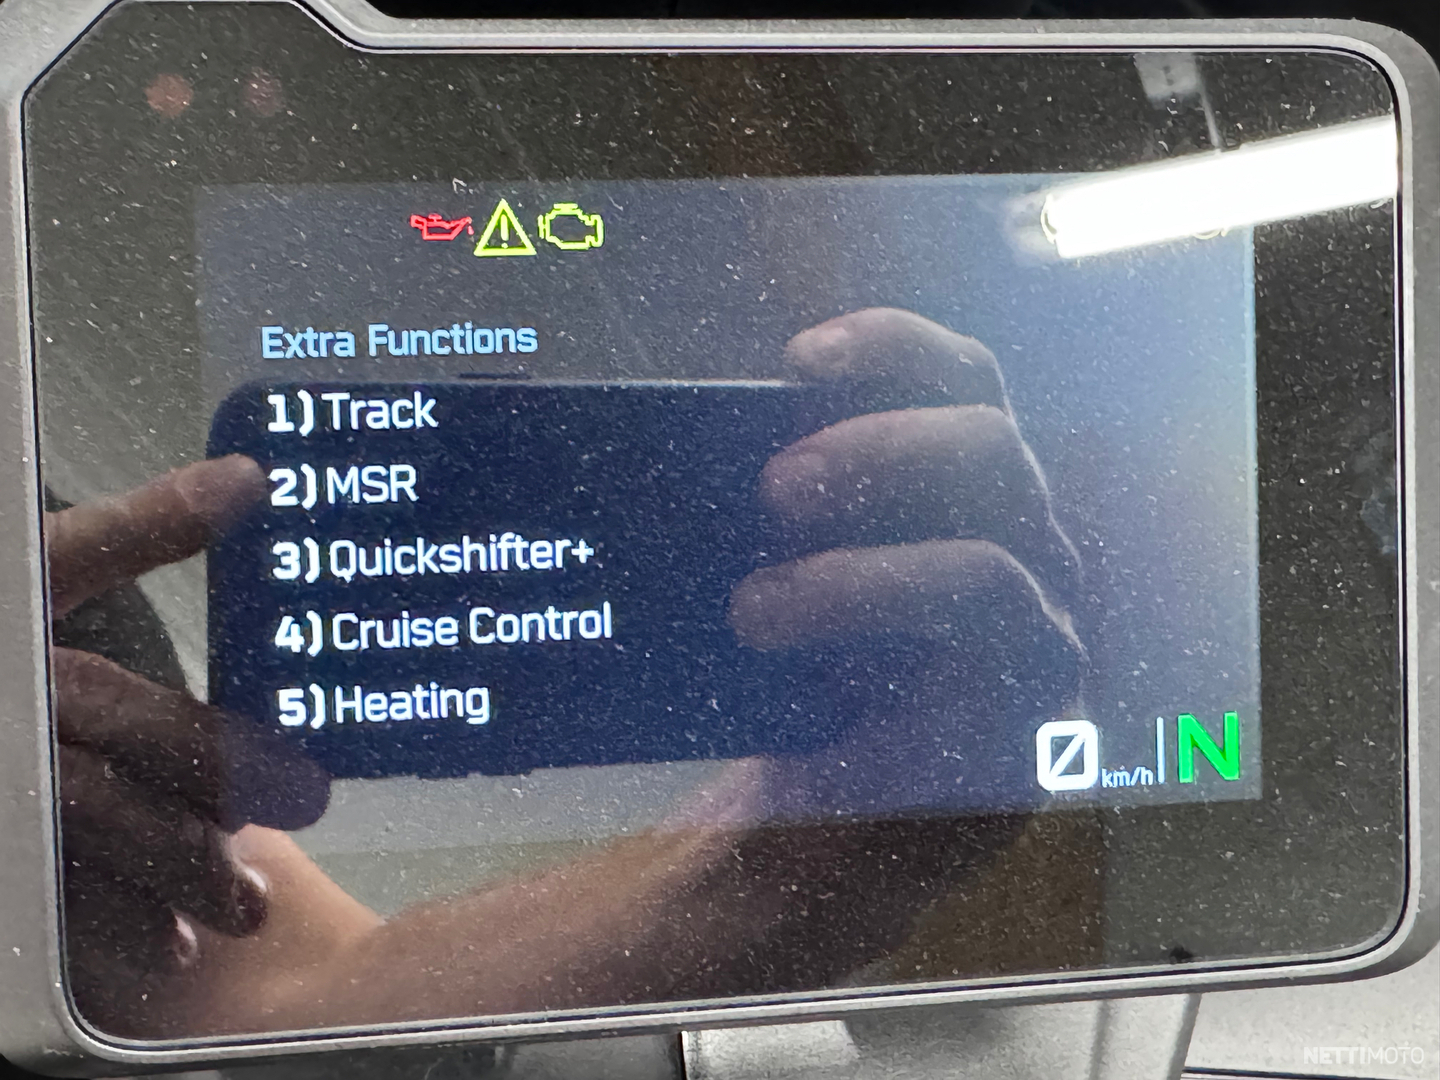 Extra Functions
1) Track
2) MSR
3) Quickshifter+
4) Cruise Control
5) Heating
0 km/h N
NETTIMOTO